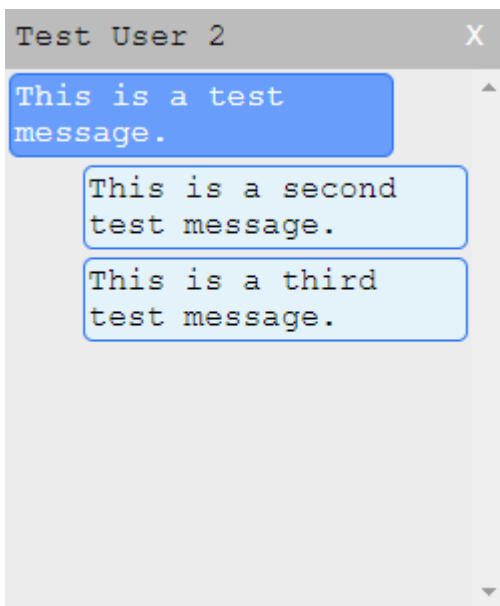 Test User 2 X
This is a test
message.
This is a second
test message.
This is a third
test message.